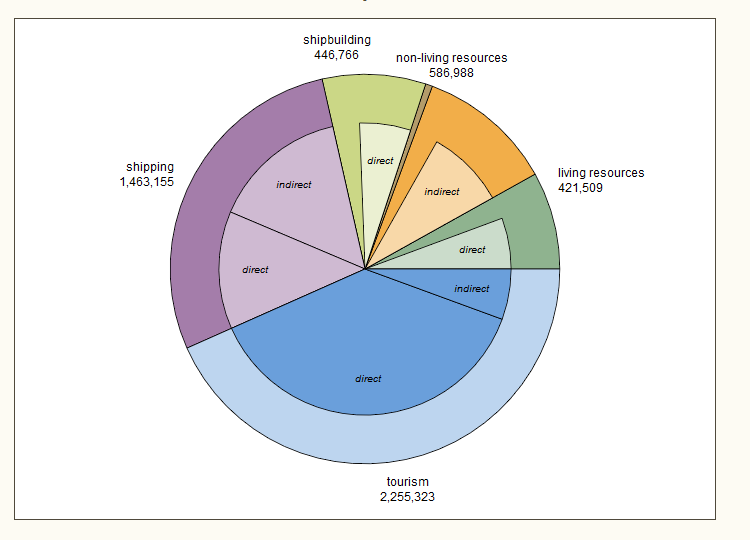 shipbuilding
446,766
non-living resources
586,988
living resources
421,509
shipping
1,463,155
direct
indirect
indirect
direct
direct
indirect
direct
tourism
2,255,323